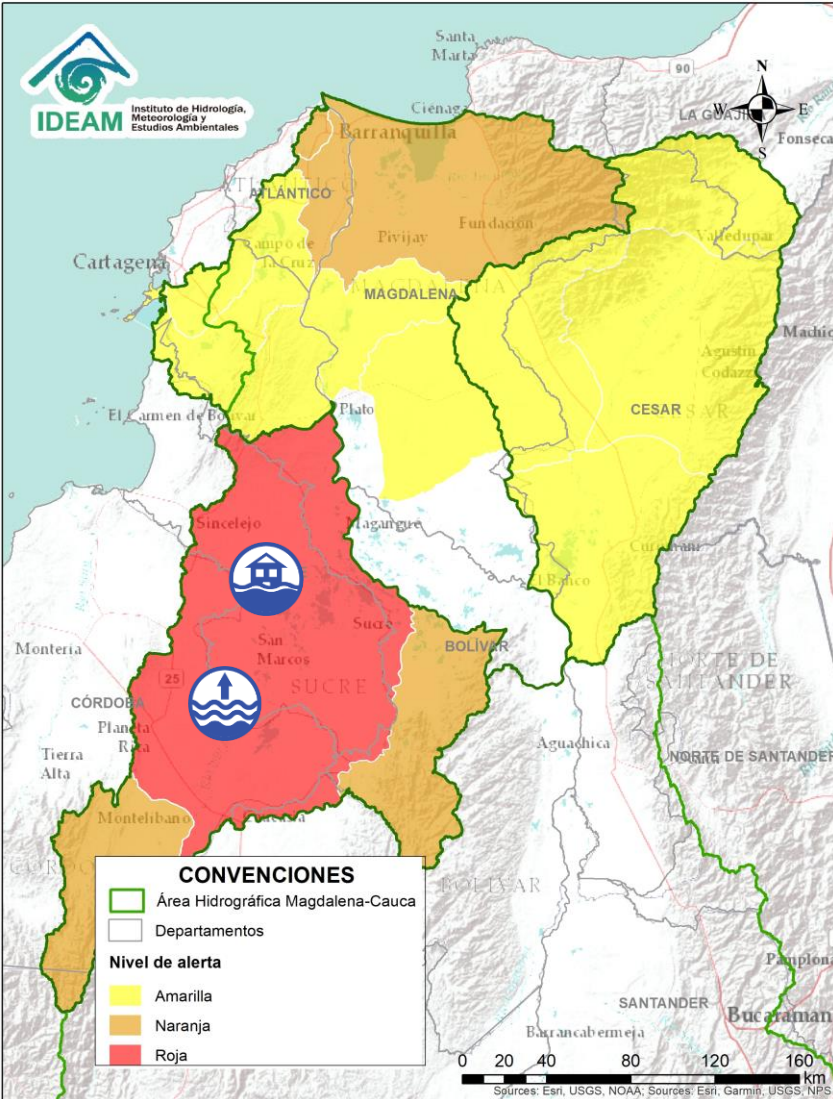 IDEAM
Instituto de Hidrología,
Meteorología y
Estudios Ambientales
Santa
Marta
90
N
W
E
S
LA GUAJIR
Ciénaga
Barranquilla
Fonseca
ATLÁNTICO
Campo de
la Cruz
Pivijay
Fundación
Valledupar
Cartagena
MAGDALENA
Agustín
Codazzi
CESAR
El Carmen de Bolívar
Plato
Sincelejo
Magangue
El Banco
Sucre
San
Marcos
BOLÍVAR
Montería
25
SUCRE
NORTE DE
SANTANDER
CÓRDOBA
Planeta
Rica
Tierra
Alta
Aguachica
NORTE DE SANTANDER
Montelíbano
BOLÍVAR
CONVENCIONES
Área Hidrográfica Magdalena-Cauca
Departamentos
Nivel de alerta
Amarilla
Naranja
Roja
Pamplona
SANTANDER
Bucaraman
Barrancabermeja
0 20 40 80 120 160
km
Sources: Esri, USGS, NOAA; Sources: Esri, Garmin, USGS, NPS